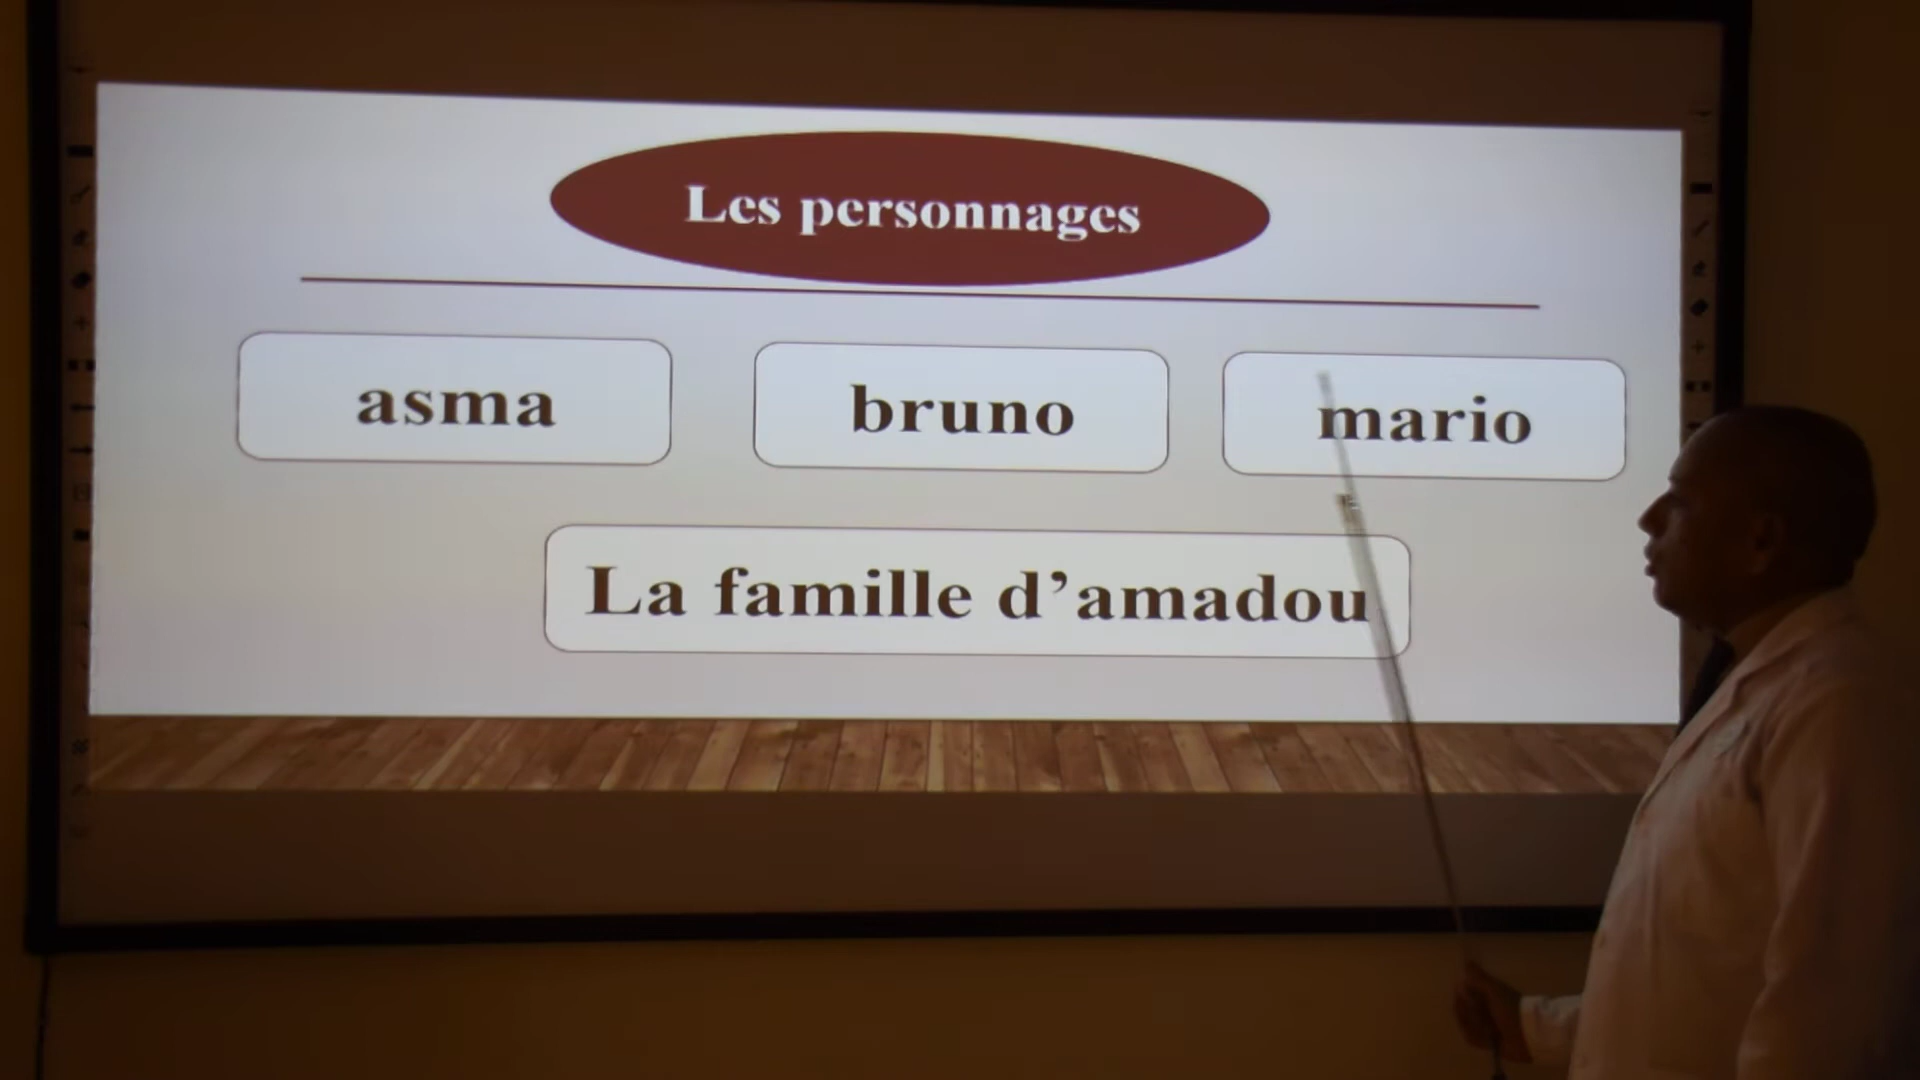 Les personnages
asma
bruno
mario
La famille d’amadou